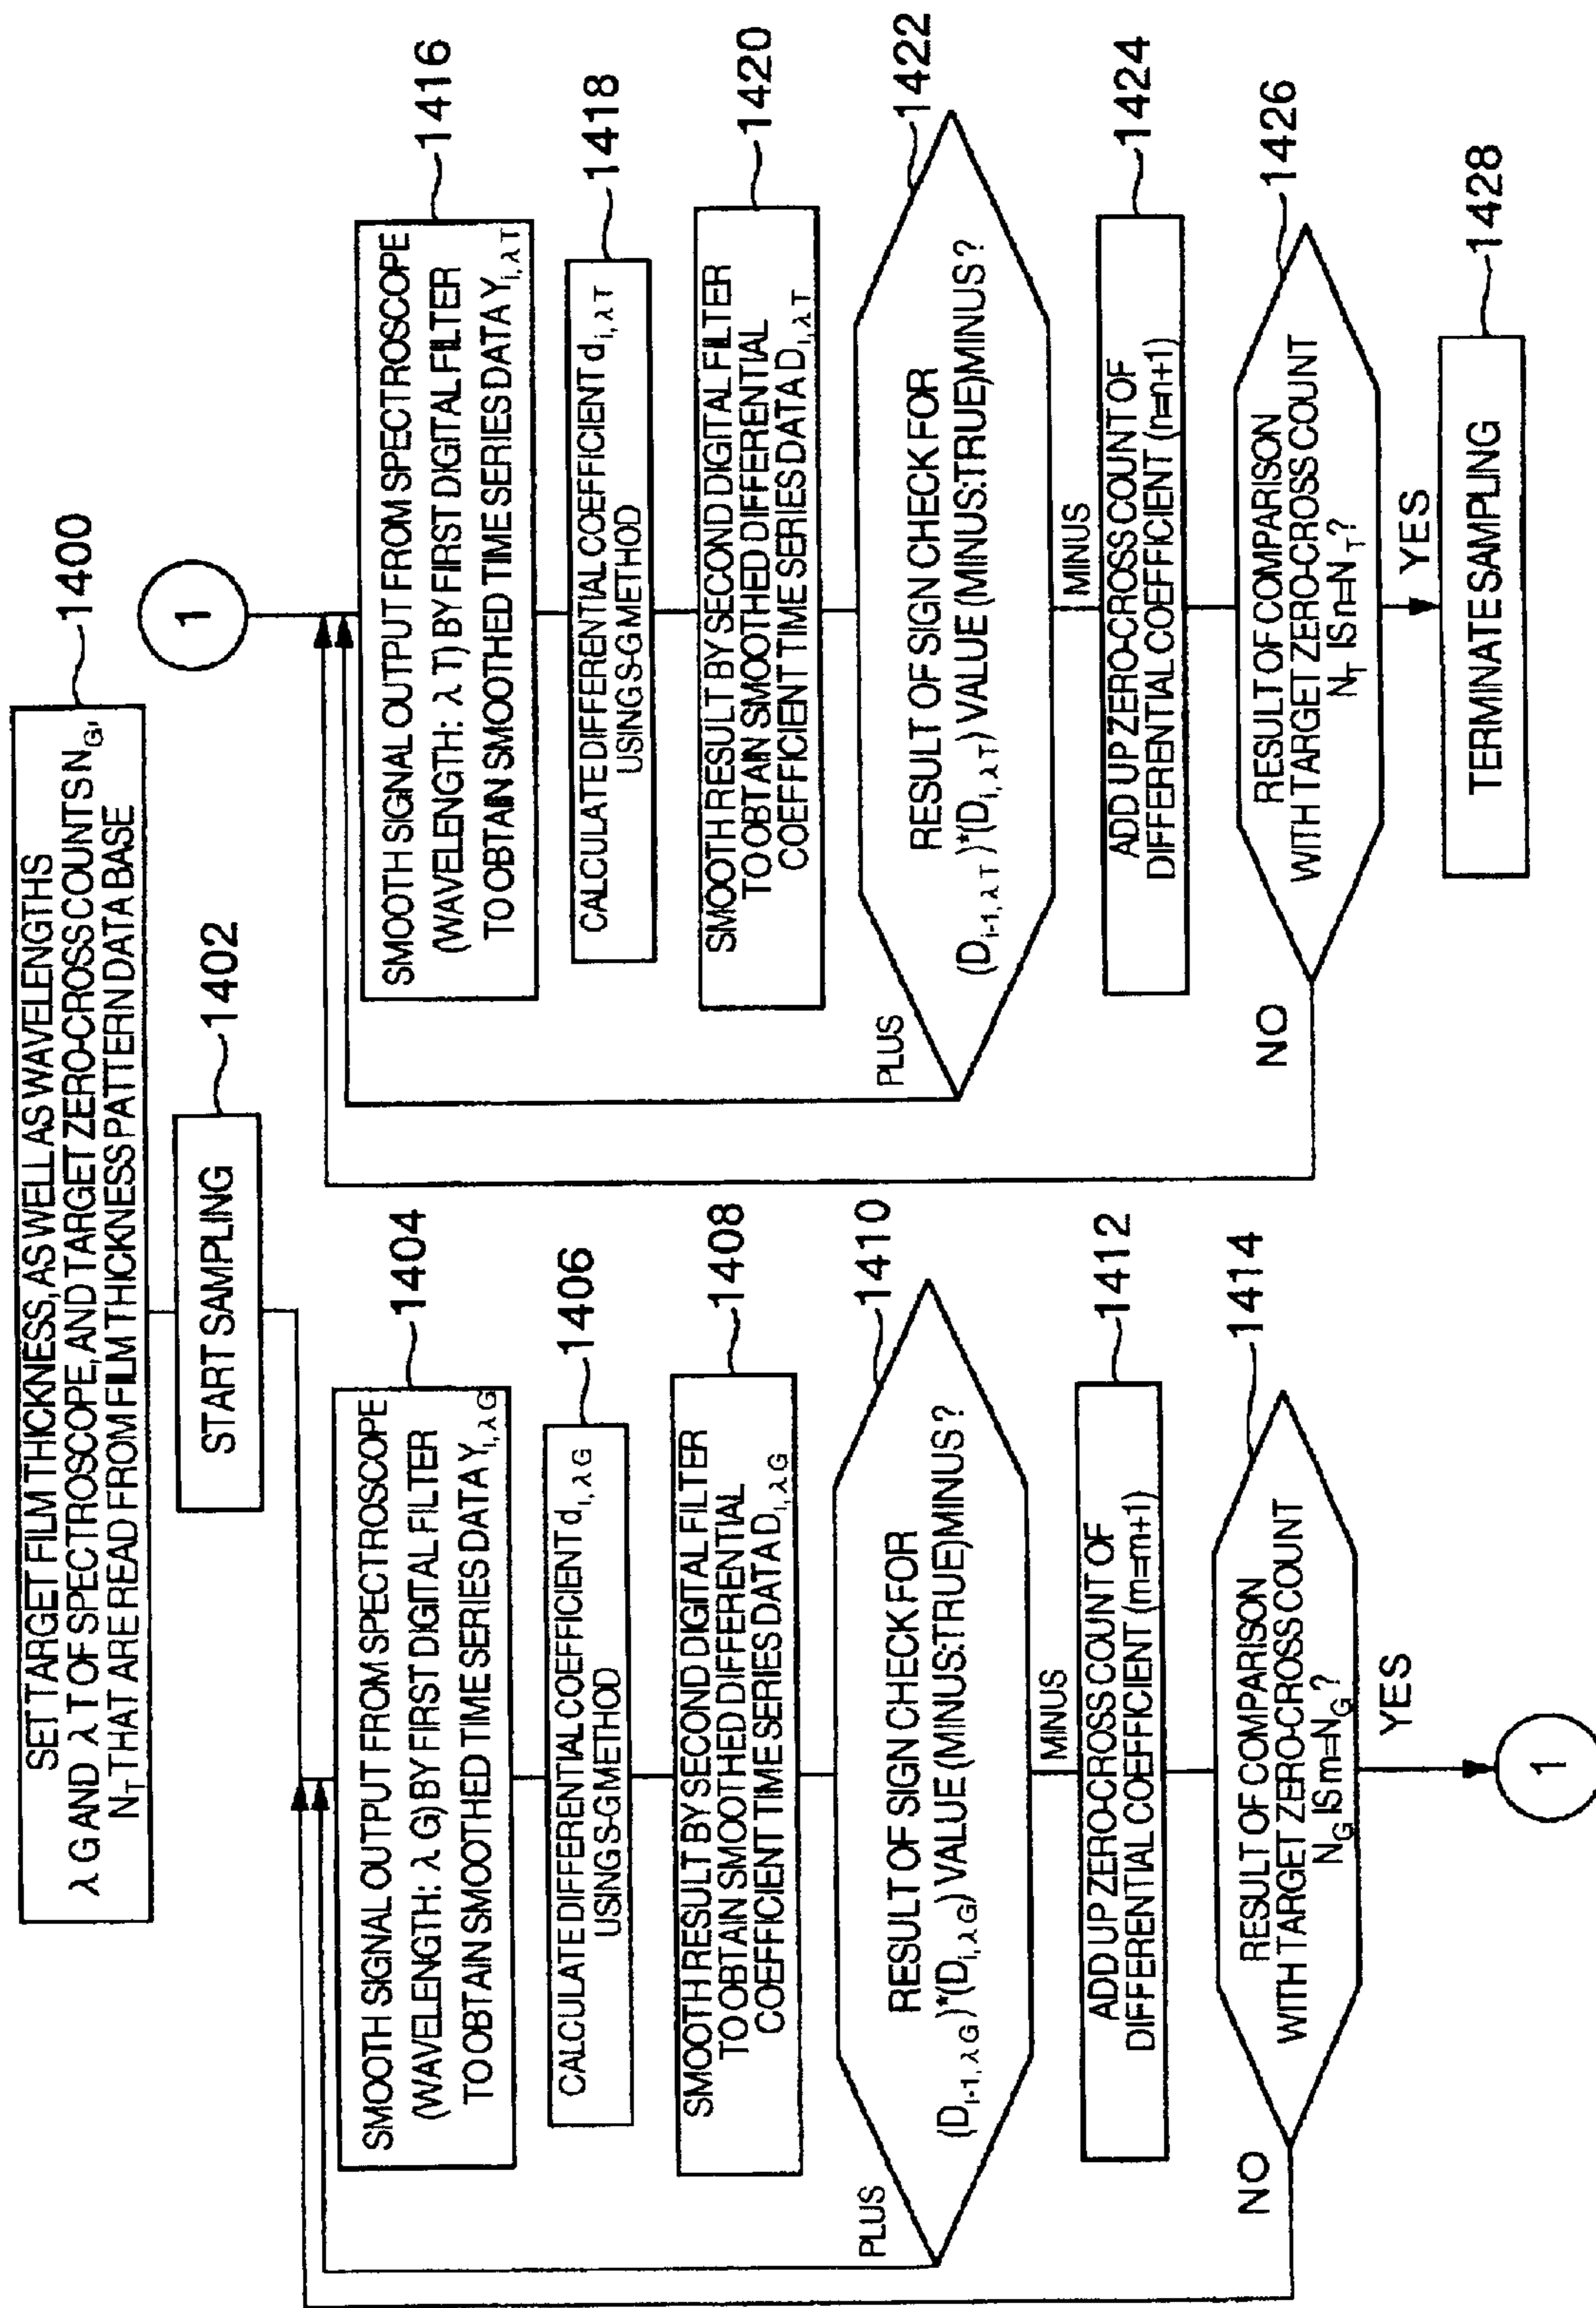 SET TARGET FILM THICKNESS, AS WELL AS WAVELENGTHS
λG AND λT OF SPECTROSCOPE, AND TARGET ZERO-CROSS COUNTS N_G,
N_T THAT ARE READ FROM FILM THICKNESS PATTERN DATA BASE
1400
START SAMPLING
1402
SMOOTH SIGNAL OUTPUT FROM SPECTROSCOPE
(WAVELENGTH: λG) BY FIRST DIGITAL FILTER
TO OBTAIN SMOOTHED TIME SERIES DATA Y_i,λG
1404
CALCULATE DIFFERENTIAL COEFFICIENT d_i,λG
USING S-G METHOD
1406
SMOOTH RESULT BY SECOND DIGITAL FILTER
TO OBTAIN SMOOTHED DIFFERENTIAL
COEFFICIENT TIME SERIES DATA D_i,λG
1408
RESULT OF SIGN CHECK FOR
(D_i-1,λG)*(D_i,λG) VALUE (MINUS:TRUE)MINUS?
1410
PLUS
MINUS
ADD UP ZERO-CROSS COUNT OF
DIFFERENTIAL COEFFICIENT (m=m+1)
1412
RESULT OF COMPARISON
WITH TARGET ZERO-CROSS COUNT
N_G IS m=N_G?
1414
NO
YES
1
1
SMOOTH SIGNAL OUTPUT FROM SPECTROSCOPE
(WAVELENGTH: λT) BY FIRST DIGITAL FILTER
TO OBTAIN SMOOTHED TIME SERIES DATA Y_i,λT
1416
CALCULATE DIFFERENTIAL COEFFICIENT d_i,λT
USING S-G METHOD
1418
SMOOTH RESULT BY SECOND DIGITAL FILTER
TO OBTAIN SMOOTHED DIFFERENTIAL
COEFFICIENT TIME SERIES DATA D_i,λT
1420
RESULT OF SIGN CHECK FOR
(D_i-1,λT)*(D_i,λT) VALUE (MINUS:TRUE)MINUS?
1422
PLUS
MINUS
ADD UP ZERO-CROSS COUNT OF
DIFFERENTIAL COEFFICIENT (n=n+1)
1424
RESULT OF COMPARISON
WITH TARGET ZERO-CROSS COUNT
N_T IS n=N_T?
1426
NO
YES
TERMINATE SAMPLING
1428